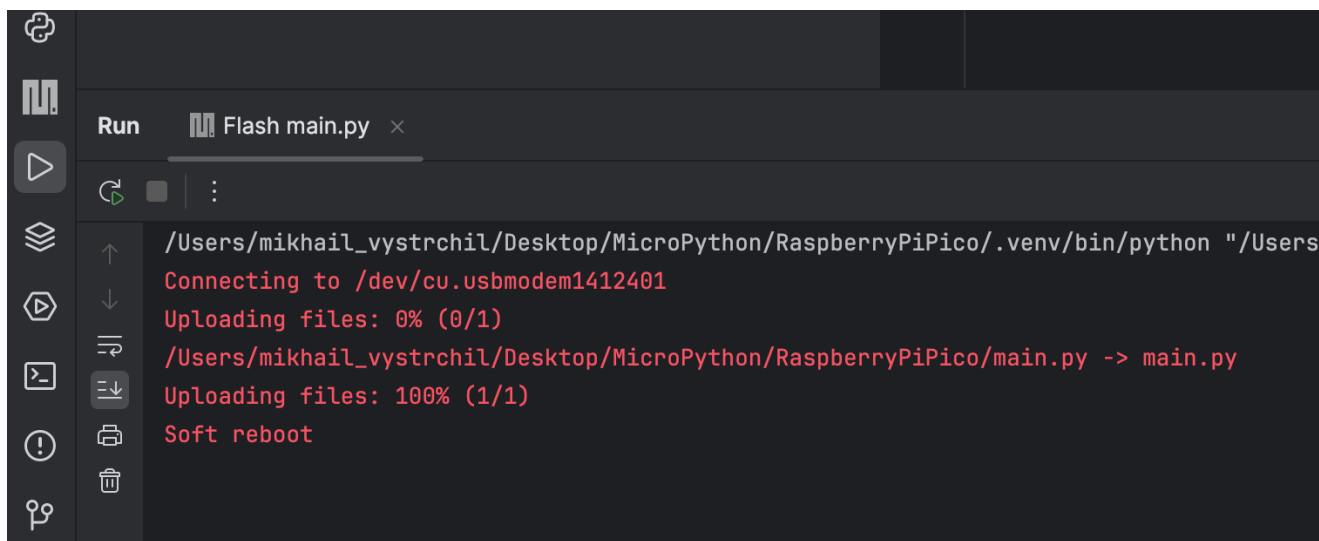 Run Flash main.py
/Users/mikhail_vystrchil/Desktop/MicroPython/RaspberryPiPico/.venv/bin/python "/Users
Connecting to /dev/cu.usbmodem1412401
Uploading files: 0% (0/1)
/Users/mikhail_vystrchil/Desktop/MicroPython/RaspberryPiPico/main.py -> main.py
Uploading files: 100% (1/1)
Soft reboot